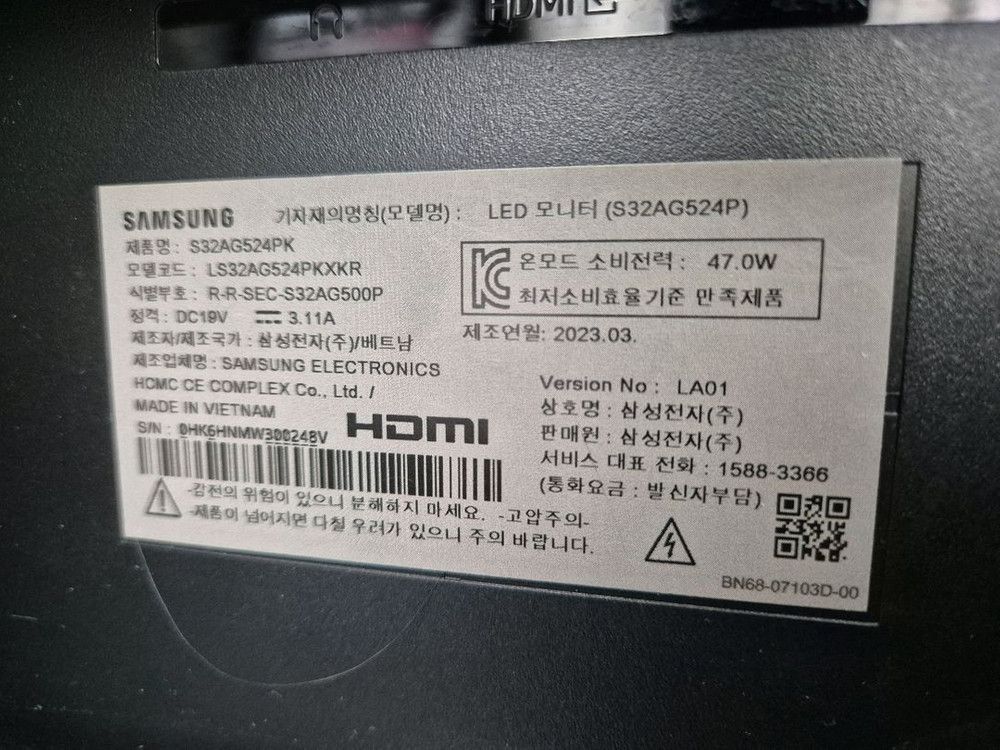 HDMI
SAMSUNG 기자재의명칭(모델명) : LED 모니터 (S32AG524P)
제품명 : S32AG524PK
모델코드 : LS32AG524PKXKR
식별부호 : R-R-SEC-S32AG500P
정격 : DC19V 3.11A
제조자/제조국가 : 삼성전자(주)/베트남
제조업체명 : SAMSUNG ELECTRONICS
HCMC CE COMPLEX Co., Ltd. /
MADE IN VIETNAM
S/N : 0HK6HNMW300248V
HDMI
온모드 소비전력 : 47.0W
최저소비효율기준 만족제품
제조연월: 2023.03.
Version No : LA01
상호명 : 삼성전자(주)
판매원 : 삼성전자(주)
서비스 대표 전화 : 1588-3366
(통화요금 : 발신자부담)
-감전의 위험이 있으니 분해하지 마세요. -고압주의-
-제품이 넘어지면 다칠 우려가 있으니 주의 바랍니다.
BN68-07103D-00